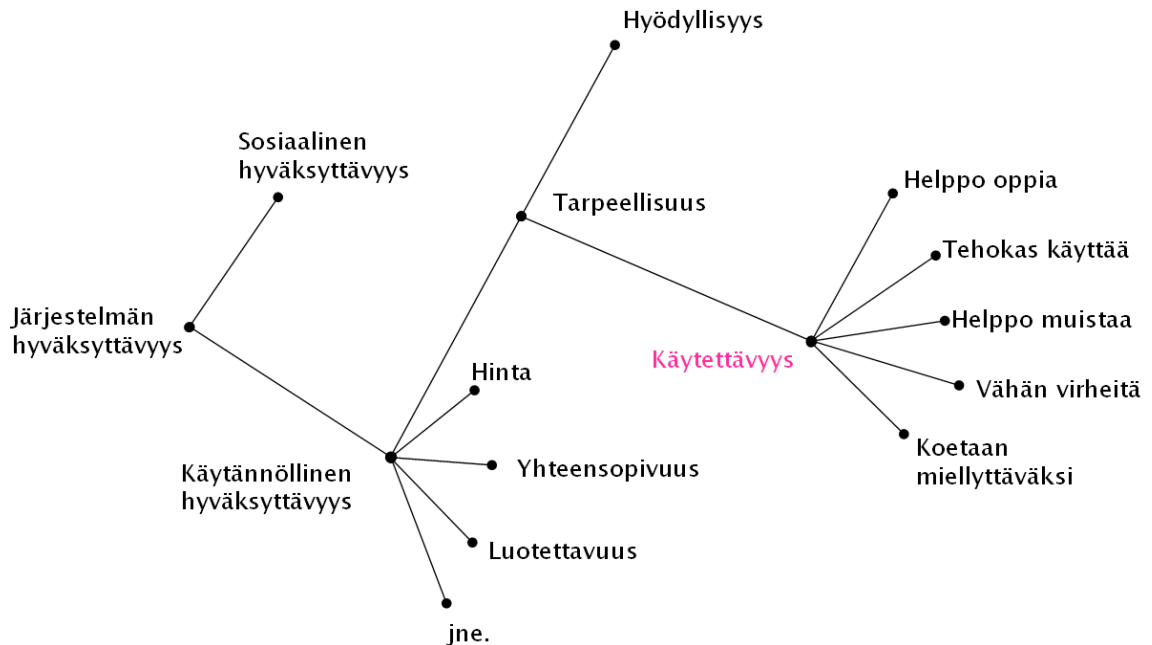 Hyödyllisyys
Sosiaalinen
hyväksyttävyys
Helppo oppia
Tarpeellisuus
Tehokas käyttää
Järjestelmän
hyväksyttävyys
Helppo muistaa
Käytettävyys
Hinta
Vähän virheitä
Koetaan
miellyttäväksi
Käytännöllinen
hyväksyttävyys
Yhteensopivuus
Luotettavuus
jne.